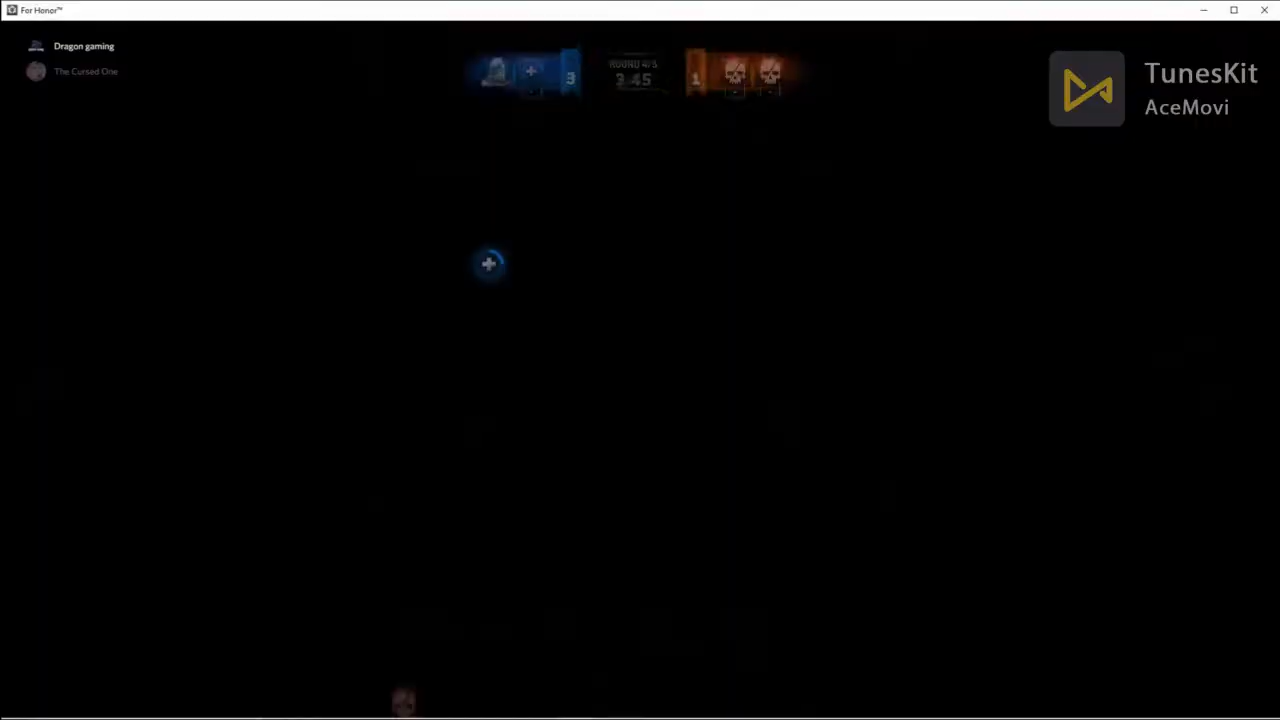 For Honor™
Dragon gaming
The Cursed One
3
ROUND 4/5
3:45
1
TunesKit
AceMovi